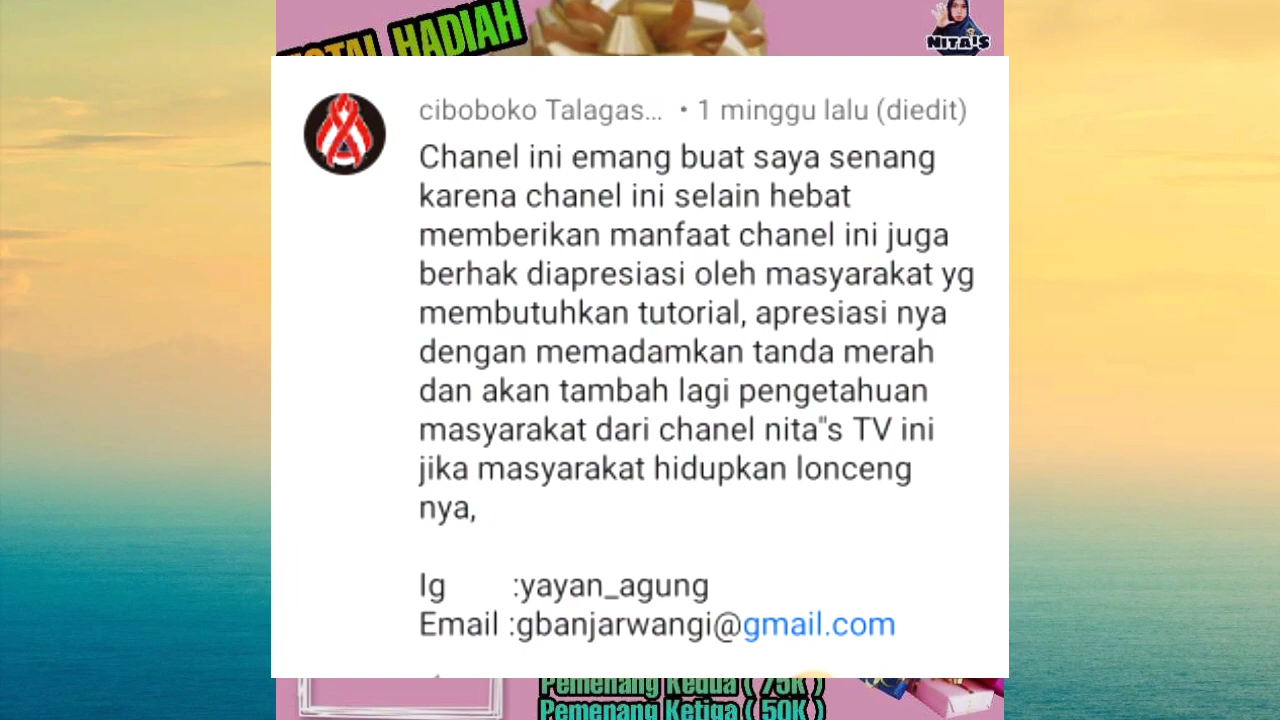 TOTAL HADIAH
NITA'S
ciboboko Talagas... • 1 minggu lalu (diedit)
Chanel ini emang buat saya senang
karena chanel ini selain hebat
memberikan manfaat chanel ini juga
berhak diapresiasi oleh masyarakat yg
membutuhkan tutorial, apresiasi nya
dengan memadamkan tanda merah
dan akan tambah lagi pengetahuan
masyarakat dari chanel nita"s TV ini
jika masyarakat hidupkan lonceng
nya,
Ig :yayan_agung
Email :gbanjarwangi@gmail.com
Pemenang Kedua ( 75K )
Pemenang Ketiga ( 50K )